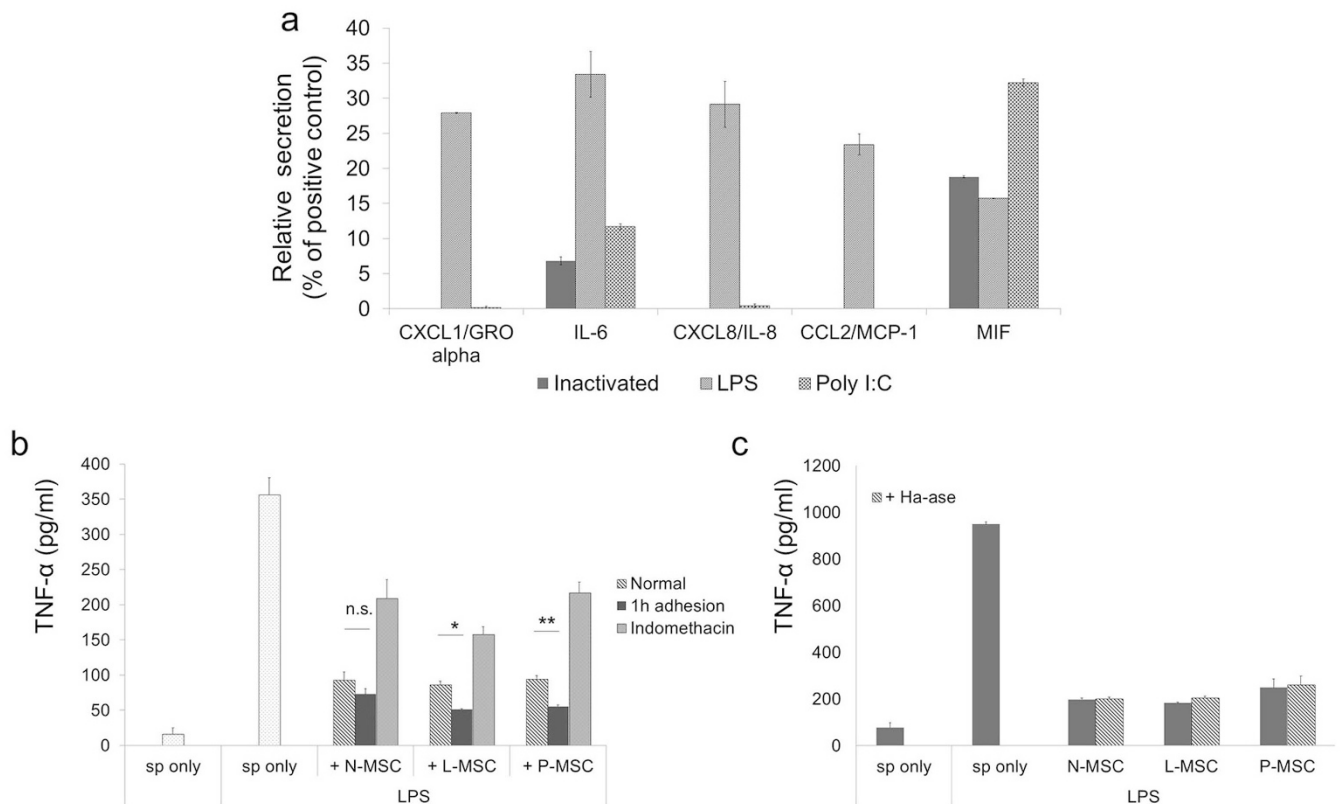 a
Relative secretion
(% of positive control)
40
35
30
25
20
15
10
5
0
CXCL1/GRO
alpha
IL-6
CXCL8/IL-8
CCL2/MCP-1
MIF
Inactivated
LPS
Poly I:C
b
TNF-α (pg/ml)
400
350
300
250
200
150
100
50
0
n.s.
*
**
Normal
1h adhesion
Indomethacin
sp only
sp only
+ N-MSC
+ L-MSC
+ P-MSC
LPS
c
TNF-α (pg/ml)
1200
1000
800
600
400
200
0
+ Ha-ase
sp only
sp only
N-MSC
L-MSC
P-MSC
LPS